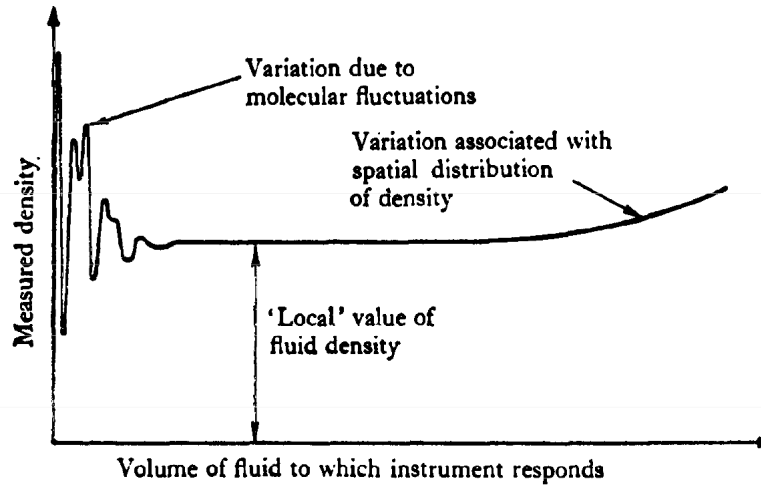 Variation due to
molecular fluctuations
Variation associated with
spatial distribution
of density
Measured density.
‘Local’ value of
fluid density
Volume of fluid to which instrument responds